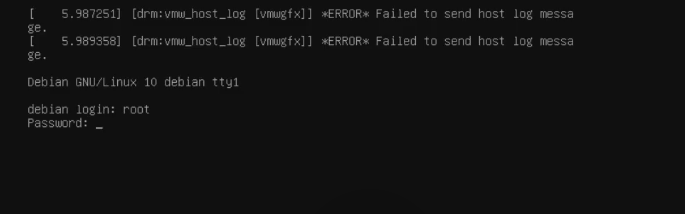 [    5.987251] [drm:vmw_host_log [vmwgfx]] *ERROR* Failed to send host log messa
ge.
[    5.989358] [drm:vmw_host_log [vmwgfx]] *ERROR* Failed to send host log messa
ge.
Debian GNU/Linux 10 debian tty1
debian login: root
Password: _